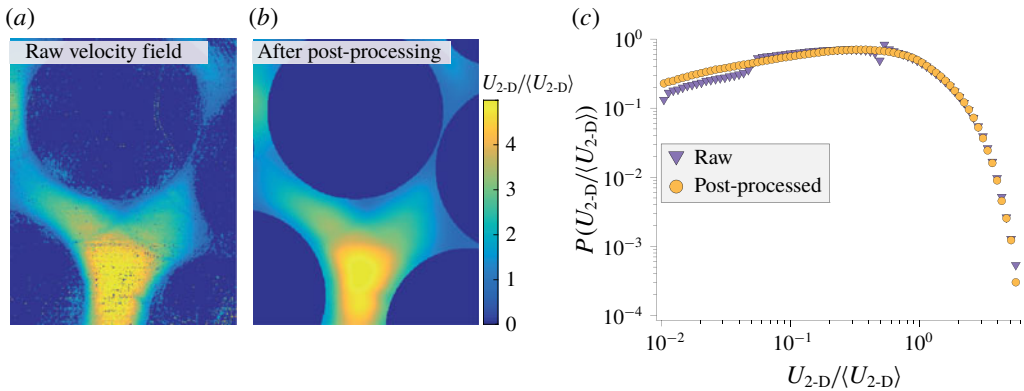 (a)
Raw velocity field
(b)
After post-processing
U2-D/⟨U2-D⟩
4
3
2
1
0
(c)
10^0
10^−1
10^−2
10^−3
10^−4
P(U2-D/⟨U2-D⟩)
Raw
Post-processed
10^−2
10^−1
10^0
U2-D/⟨U2-D⟩